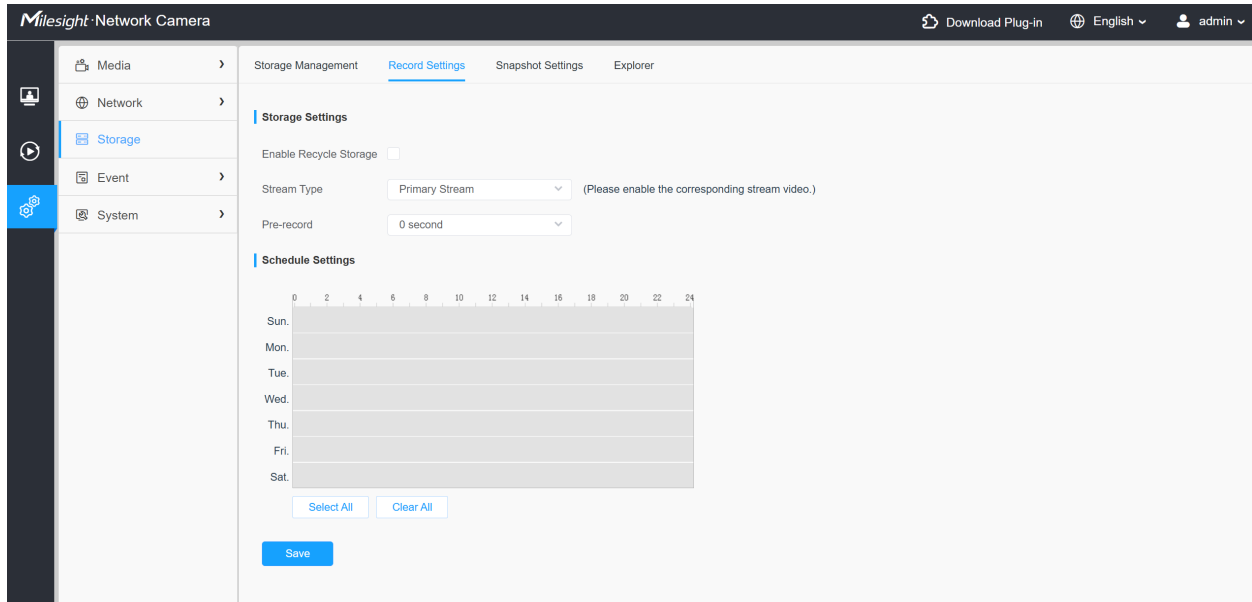 Milesight·Network Camera Download Plug-in English admin
Media
Network
Storage
Event
System
Storage Management Record Settings Snapshot Settings Explorer
Storage Settings
Enable Recycle Storage
Stream Type Primary Stream (Please enable the corresponding stream video.)
Pre-record 0 second
Schedule Settings
0 2 4 6 8 10 12 14 16 18 20 22 24
Sun.
Mon.
Tue.
Wed.
Thu.
Fri.
Sat.
Select All Clear All
Save